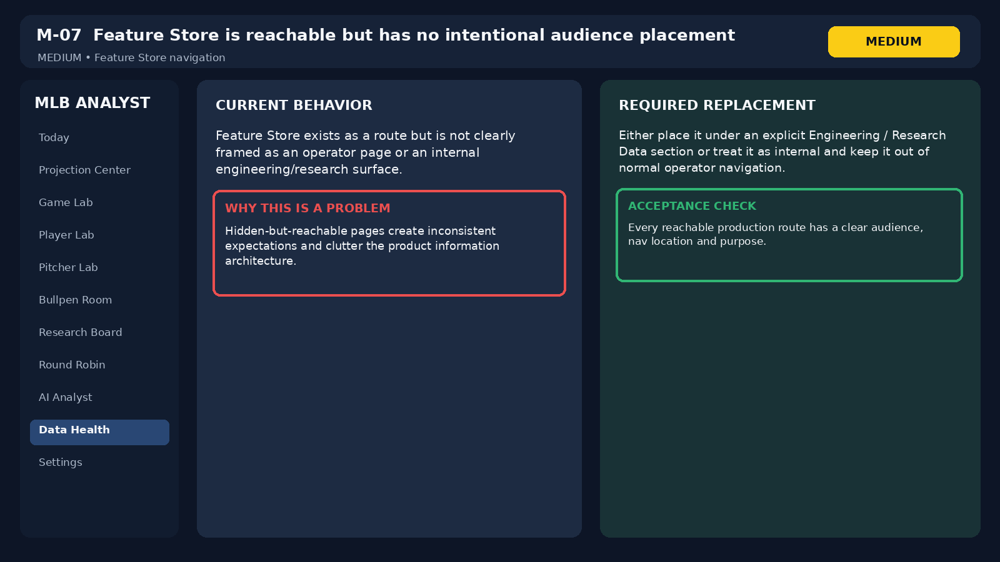 M-07  Feature Store is reachable but has no intentional audience placement
MEDIUM • Feature Store navigation
MEDIUM
MLB ANALYST
Today
Projection Center
Game Lab
Player Lab
Pitcher Lab
Bullpen Room
Research Board
Round Robin
AI Analyst
Data Health
Settings
CURRENT BEHAVIOR
Feature Store exists as a route but is not clearly
framed as an operator page or an internal
engineering/research surface.
WHY THIS IS A PROBLEM
Hidden-but-reachable pages create inconsistent
expectations and clutter the product information
architecture.
REQUIRED REPLACEMENT
Either place it under an explicit Engineering / Research
Data section or treat it as internal and keep it out of
normal operator navigation.
ACCEPTANCE CHECK
Every reachable production route has a clear audience,
nav location and purpose.